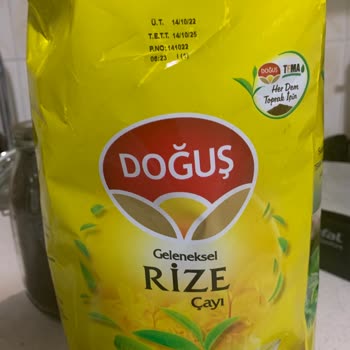 Ü.T. 14/10/22
T.E.T.T. 14/10/25
P.NO: 141022
DOĞUŞ TEMA
Her Dem
Toprak İçin
DOĞUŞ
Geleneksel
RİZE
Çayı